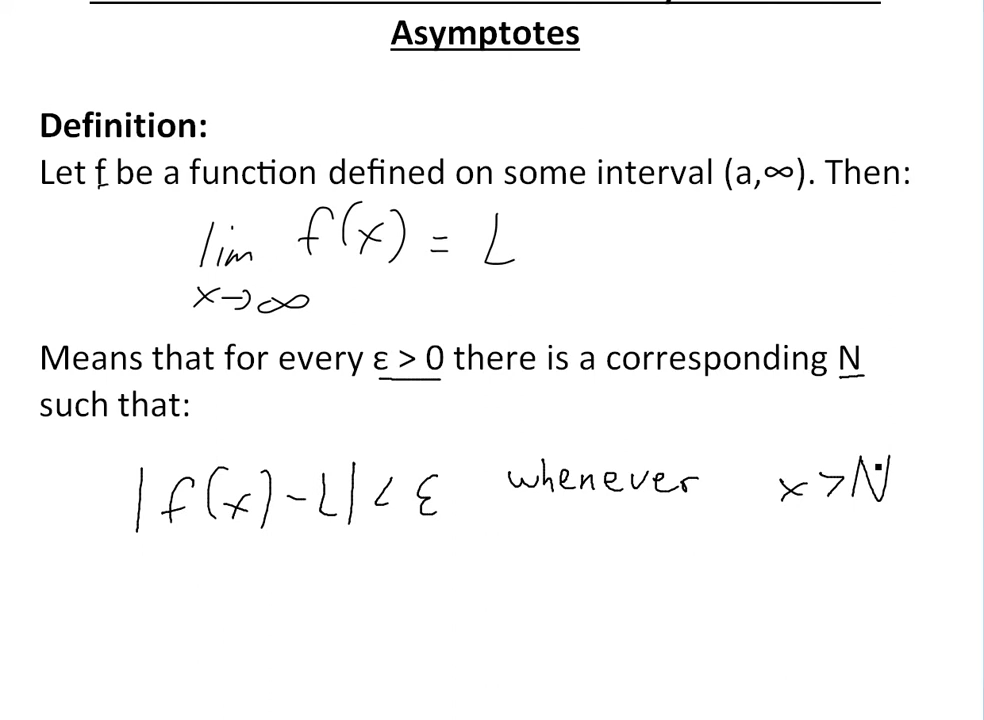 Asymptotes
Definition:
Let f be a function defined on some interval (a,∞). Then:
lim f(x) = L
x→∞
Means that for every ε > 0 there is a corresponding N
such that:
|f(x)-L| < ε whenever x > N